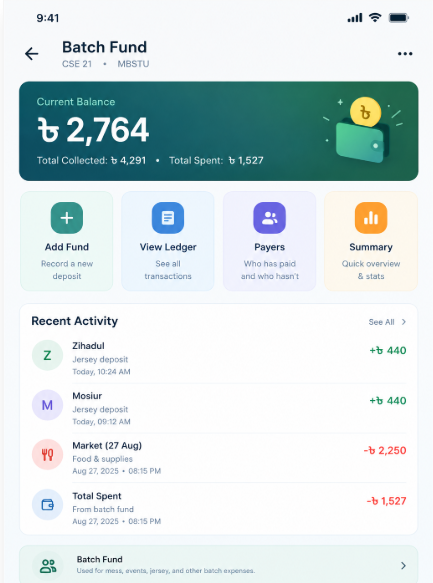 9:41
Batch Fund
CSE 21 • MBSTU
Current Balance
৳ 2,764
Total Collected: ৳ 4,291 • Total Spent: ৳ 1,527
৳
Add Fund
Record a new
deposit
View Ledger
See all
transactions
Payers
Who has paid
and who hasn't
Summary
Quick overview
& stats
Recent Activity
See All
Z
Zihadul
Jersey deposit
Today, 10:24 AM
+৳ 440
M
Mosiur
Jersey deposit
Today, 09:12 AM
+৳ 440
Market (27 Aug)
Food & supplies
Aug 27, 2025 • 08:15 PM
-৳ 2,250
Total Spent
From batch fund
Aug 27, 2025 • 08:15 PM
-৳ 1,527
Batch Fund
Used for mess, events, jersey, and other batch expenses.